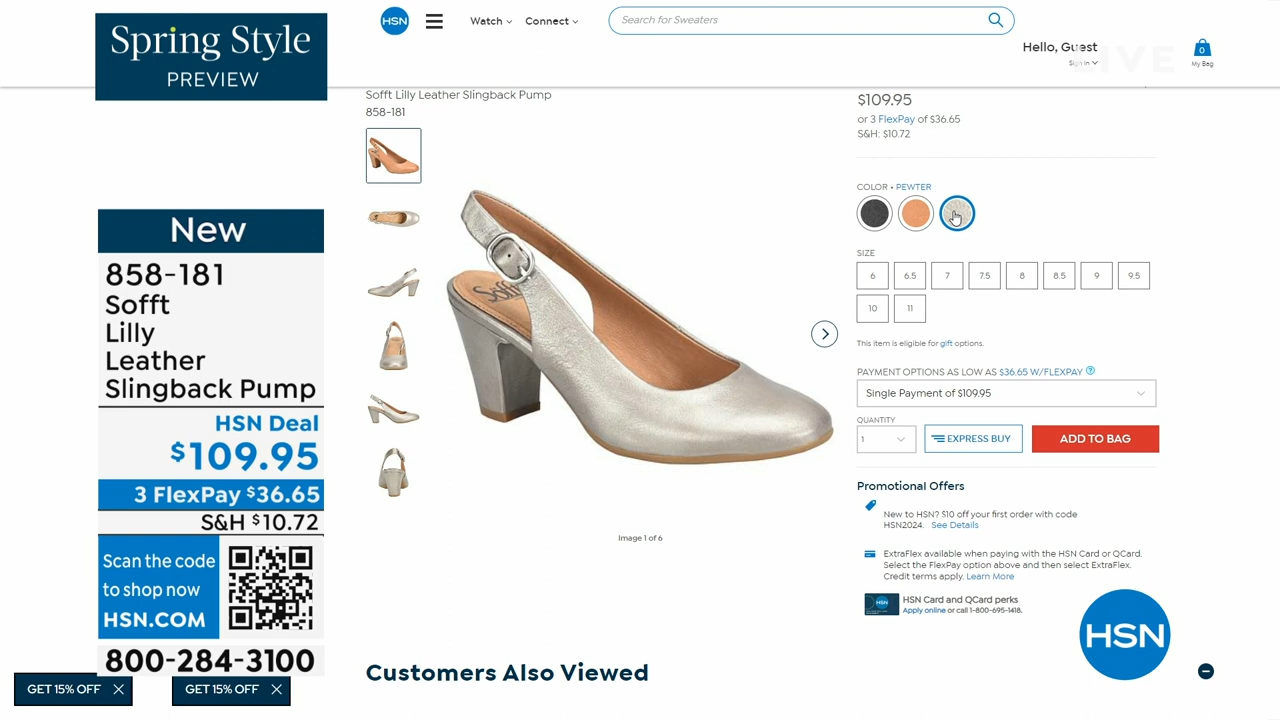 Spring Style
PREVIEW
HSN
Watch
Connect
Search for Sweaters
Hello, Guest
Sign In
LIVE
0
My Bag
Sofft Lilly Leather Slingback Pump
858-181
$109.95
or 3 FlexPay of $36.65
S&H: $10.72
COLOR • PEWTER
SIZE
6 6.5 7 7.5 8 8.5 9 9.5
10 11
This item is eligible for gift options.
PAYMENT OPTIONS AS LOW AS $36.65 W/FLEXPAY ?
Single Payment of $109.95
QUANTITY
1
EXPRESS BUY
ADD TO BAG
Promotional Offers
New to HSN? $10 off your first order with code
HSN2024. See Details
ExtraFlex available when paying with the HSN Card or QCard.
Select the FlexPay option above and then select ExtraFlex.
Credit terms apply. Learn More
HSN
HSN Card and QCard perks
Apply online or call 1-800-695-1418.
Sofft
Image 1 of 6
New
858-181
Sofft
Lilly
Leather
Slingback Pump
HSN Deal
$109.95
3 FlexPay $36.65
S&H $10.72
Scan the code
to shop now
HSN.COM
800-284-3100
GET 15% OFF
GET 15% OFF
Customers Also Viewed
HSN